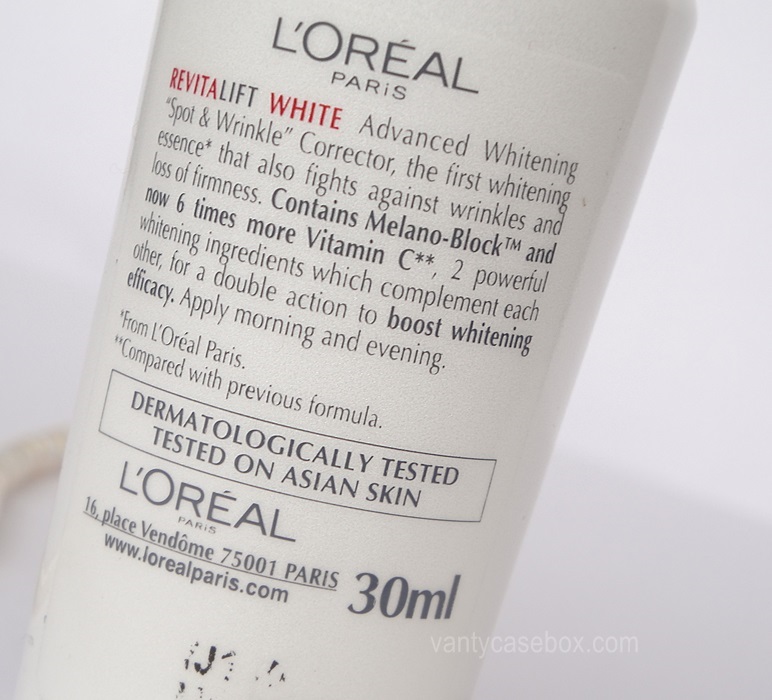 L'ORÉAL
PARiS
REVITALIFT WHITE Advanced Whitening
"Spot & Wrinkle" Corrector, the first whitening
essence* that also fights against wrinkles and
loss of firmness. Contains Melano-Block™ and
now 6 times more Vitamin C**, 2 powerful
whitening ingredients which complement each
other, for a double action to boost whitening
efficacy. Apply morning and evening.
*From L'Oréal Paris.
**Compared with previous formula.
DERMATOLOGICALLY TESTED
TESTED ON ASIAN SKIN
L'ORÉAL
PARiS
16, place Vendôme 75001 PARIS
www.lorealparis.com
30ml
vantycasebox.com